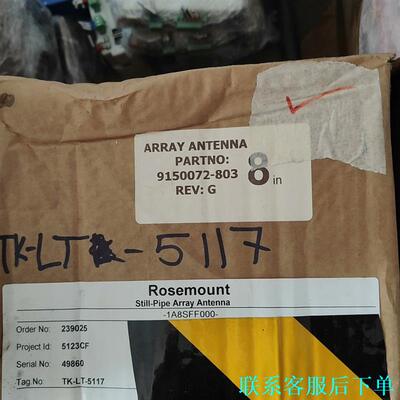 ARRAY ANTENNA
PARTNO:
9150072-803
REV: G
8 in
TK-LT-5117
Rosemount
Still-Pipe Array Antenna
-1A8SFF000-
Order No: 239025
Project Id: 5123CF
Serial No: 49860
Tag No: TK-LT-5117
联系客服后下单